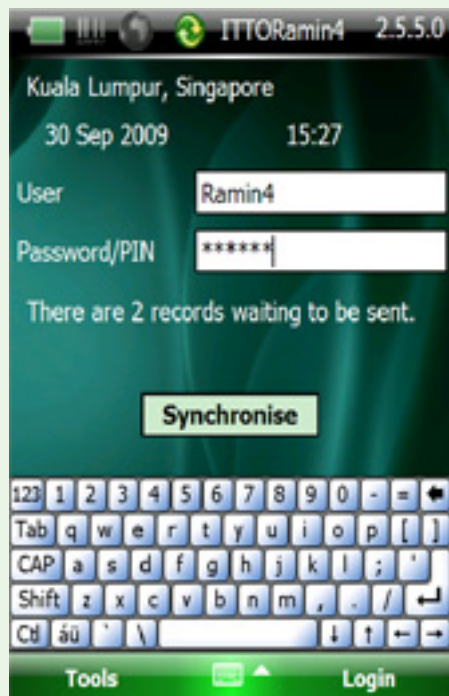 ITTORamin4 2.5.5.0
Kuala Lumpur, Singapore
30 Sep 2009 15:27
User Ramin4
Password/PIN ******
There are 2 records waiting to be sent.
Synchronise
123 1 2 3 4 5 6 7 8 9 0 - = ←
Tab q w e r t y u i o p [ ]
CAP a s d f g h j k l ; '
Shift z x c v b n m , . / ↵
Ctl áü ` \ ↓ ↑ ← →
Tools Login